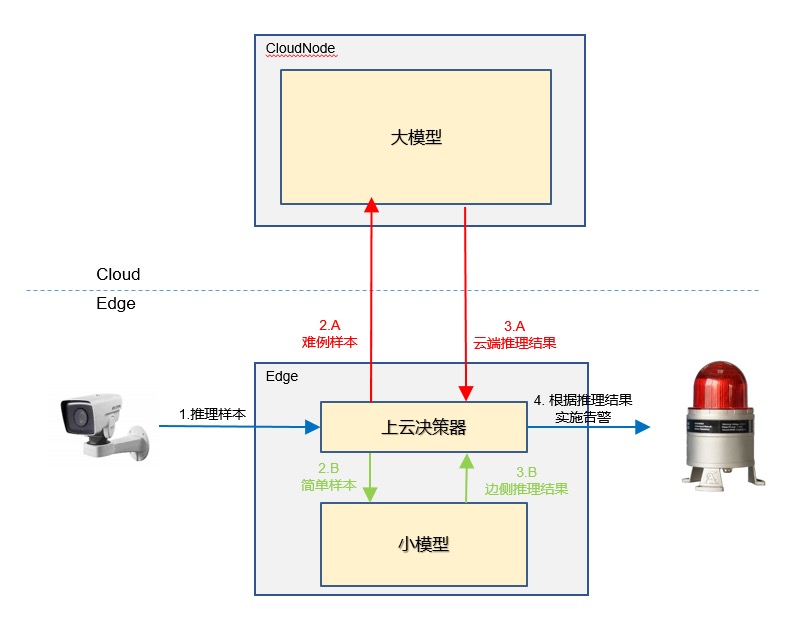 CloudNode
大模型
Cloud
Edge
2.A
难例样本
3.A
云端推理结果
Edge
1.推理样本
上云决策器
4. 根据推理结果
实施告警
2.B
简单样本
3.B
边侧推理结果
小模型